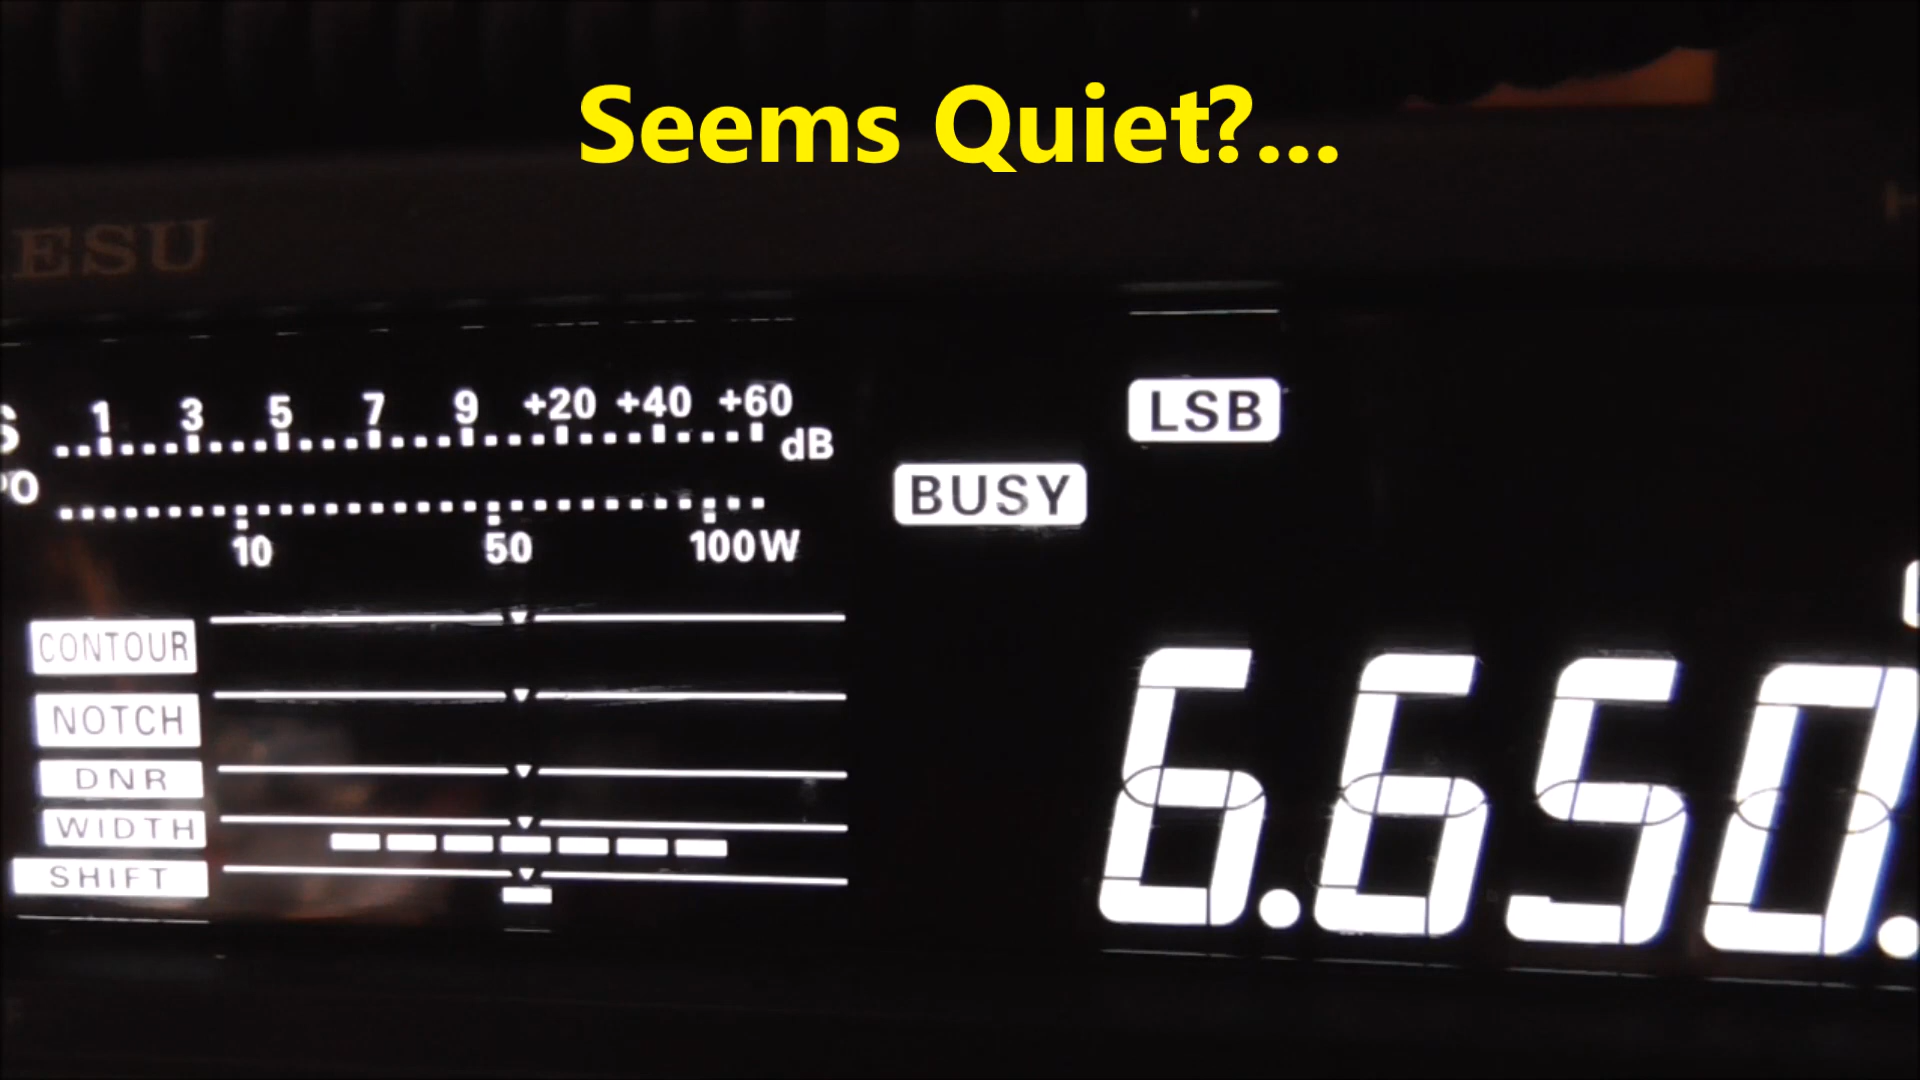 Seems Quiet?...
ESU
S 1 3 5 7 9 +20 +40 +60 dB
PO
10 50 100W
BUSY
LSB
CONTOUR
NOTCH
DNR
WIDTH
SHIFT
6.650.